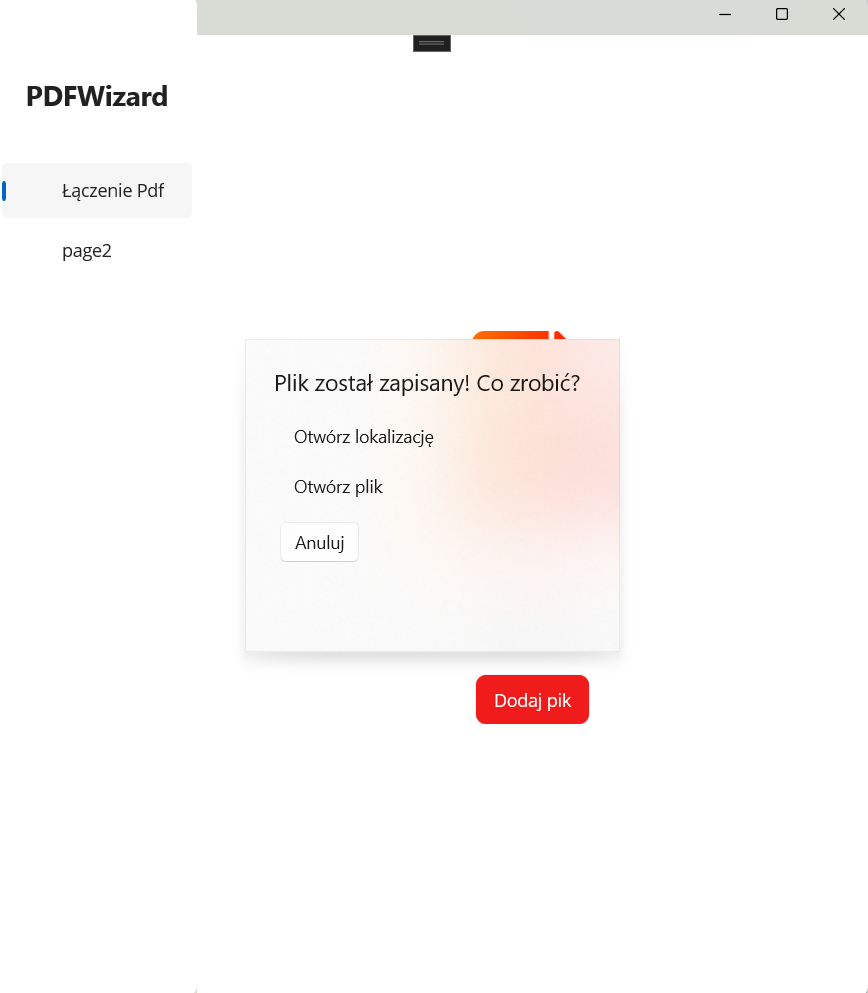 PDFWizard
Łączenie Pdf
page2
Plik został zapisany! Co zrobić?
Otwórz lokalizację
Otwórz plik
Anuluj
Dodaj pik